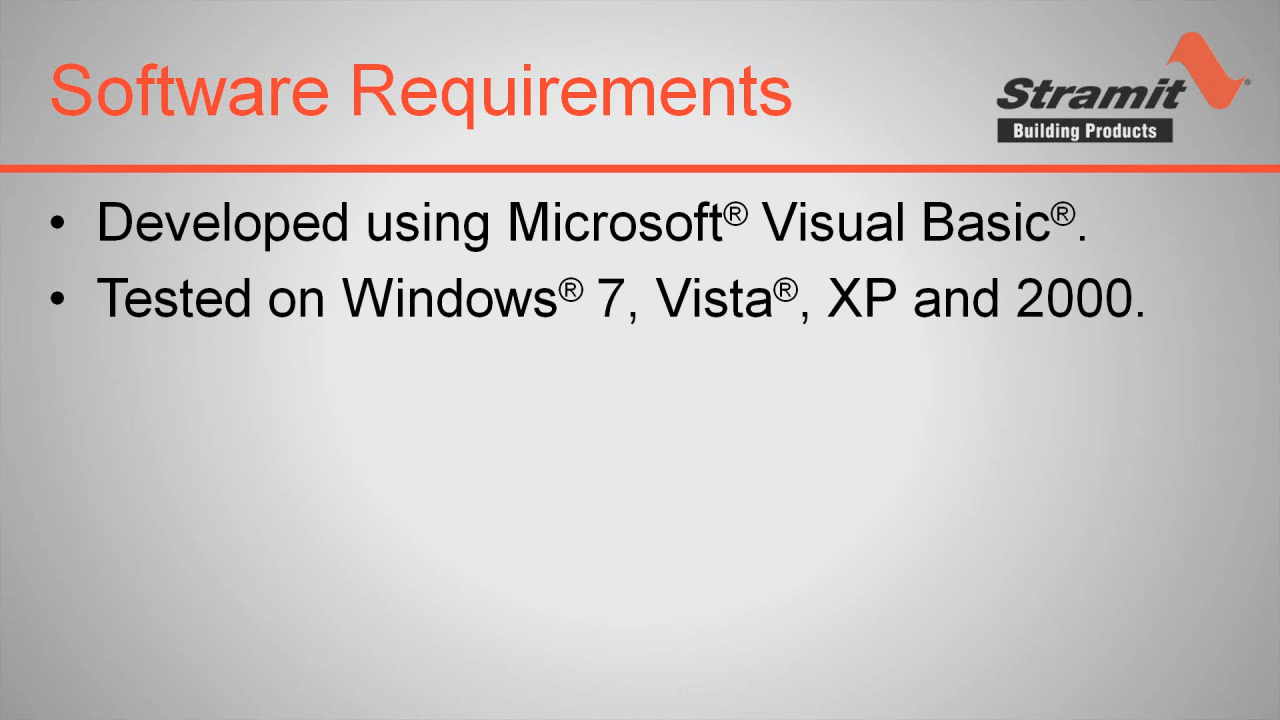 Software Requirements
Stramit®
Building Products
• Developed using Microsoft® Visual Basic®.
• Tested on Windows® 7, Vista®, XP and 2000.